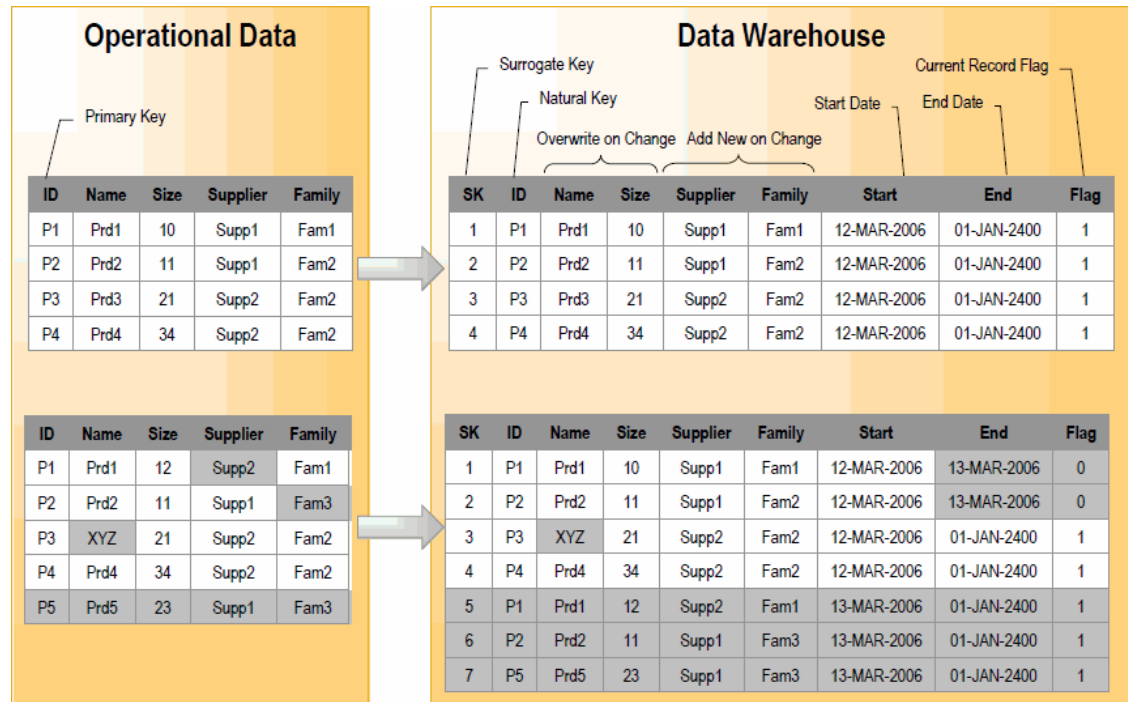 Operational Data
Primary Key
ID Name Size Supplier Family
P1 Prd1 10 Supp1 Fam1
P2 Prd2 11 Supp1 Fam2
P3 Prd3 21 Supp2 Fam2
P4 Prd4 34 Supp2 Fam2
ID Name Size Supplier Family
P1 Prd1 12 Supp2 Fam1
P2 Prd2 11 Supp1 Fam3
P3 XYZ 21 Supp2 Fam2
P4 Prd4 34 Supp2 Fam2
P5 Prd5 23 Supp1 Fam3
Data Warehouse
Surrogate Key
Current Record Flag
Natural Key
Start Date
End Date
Overwrite on Change Add New on Change
SK ID Name Size Supplier Family Start End Flag
1 P1 Prd1 10 Supp1 Fam1 12-MAR-2006 01-JAN-2400 1
2 P2 Prd2 11 Supp1 Fam2 12-MAR-2006 01-JAN-2400 1
3 P3 Prd3 21 Supp2 Fam2 12-MAR-2006 01-JAN-2400 1
4 P4 Prd4 34 Supp2 Fam2 12-MAR-2006 01-JAN-2400 1
SK ID Name Size Supplier Family Start End Flag
1 P1 Prd1 10 Supp1 Fam1 12-MAR-2006 13-MAR-2006 0
2 P2 Prd2 11 Supp1 Fam2 12-MAR-2006 13-MAR-2006 0
3 P3 XYZ 21 Supp2 Fam2 12-MAR-2006 01-JAN-2400 1
4 P4 Prd4 34 Supp2 Fam2 12-MAR-2006 01-JAN-2400 1
5 P1 Prd1 12 Supp2 Fam1 13-MAR-2006 01-JAN-2400 1
6 P2 Prd2 11 Supp1 Fam3 13-MAR-2006 01-JAN-2400 1
7 P5 Prd5 23 Supp1 Fam3 13-MAR-2006 01-JAN-2400 1